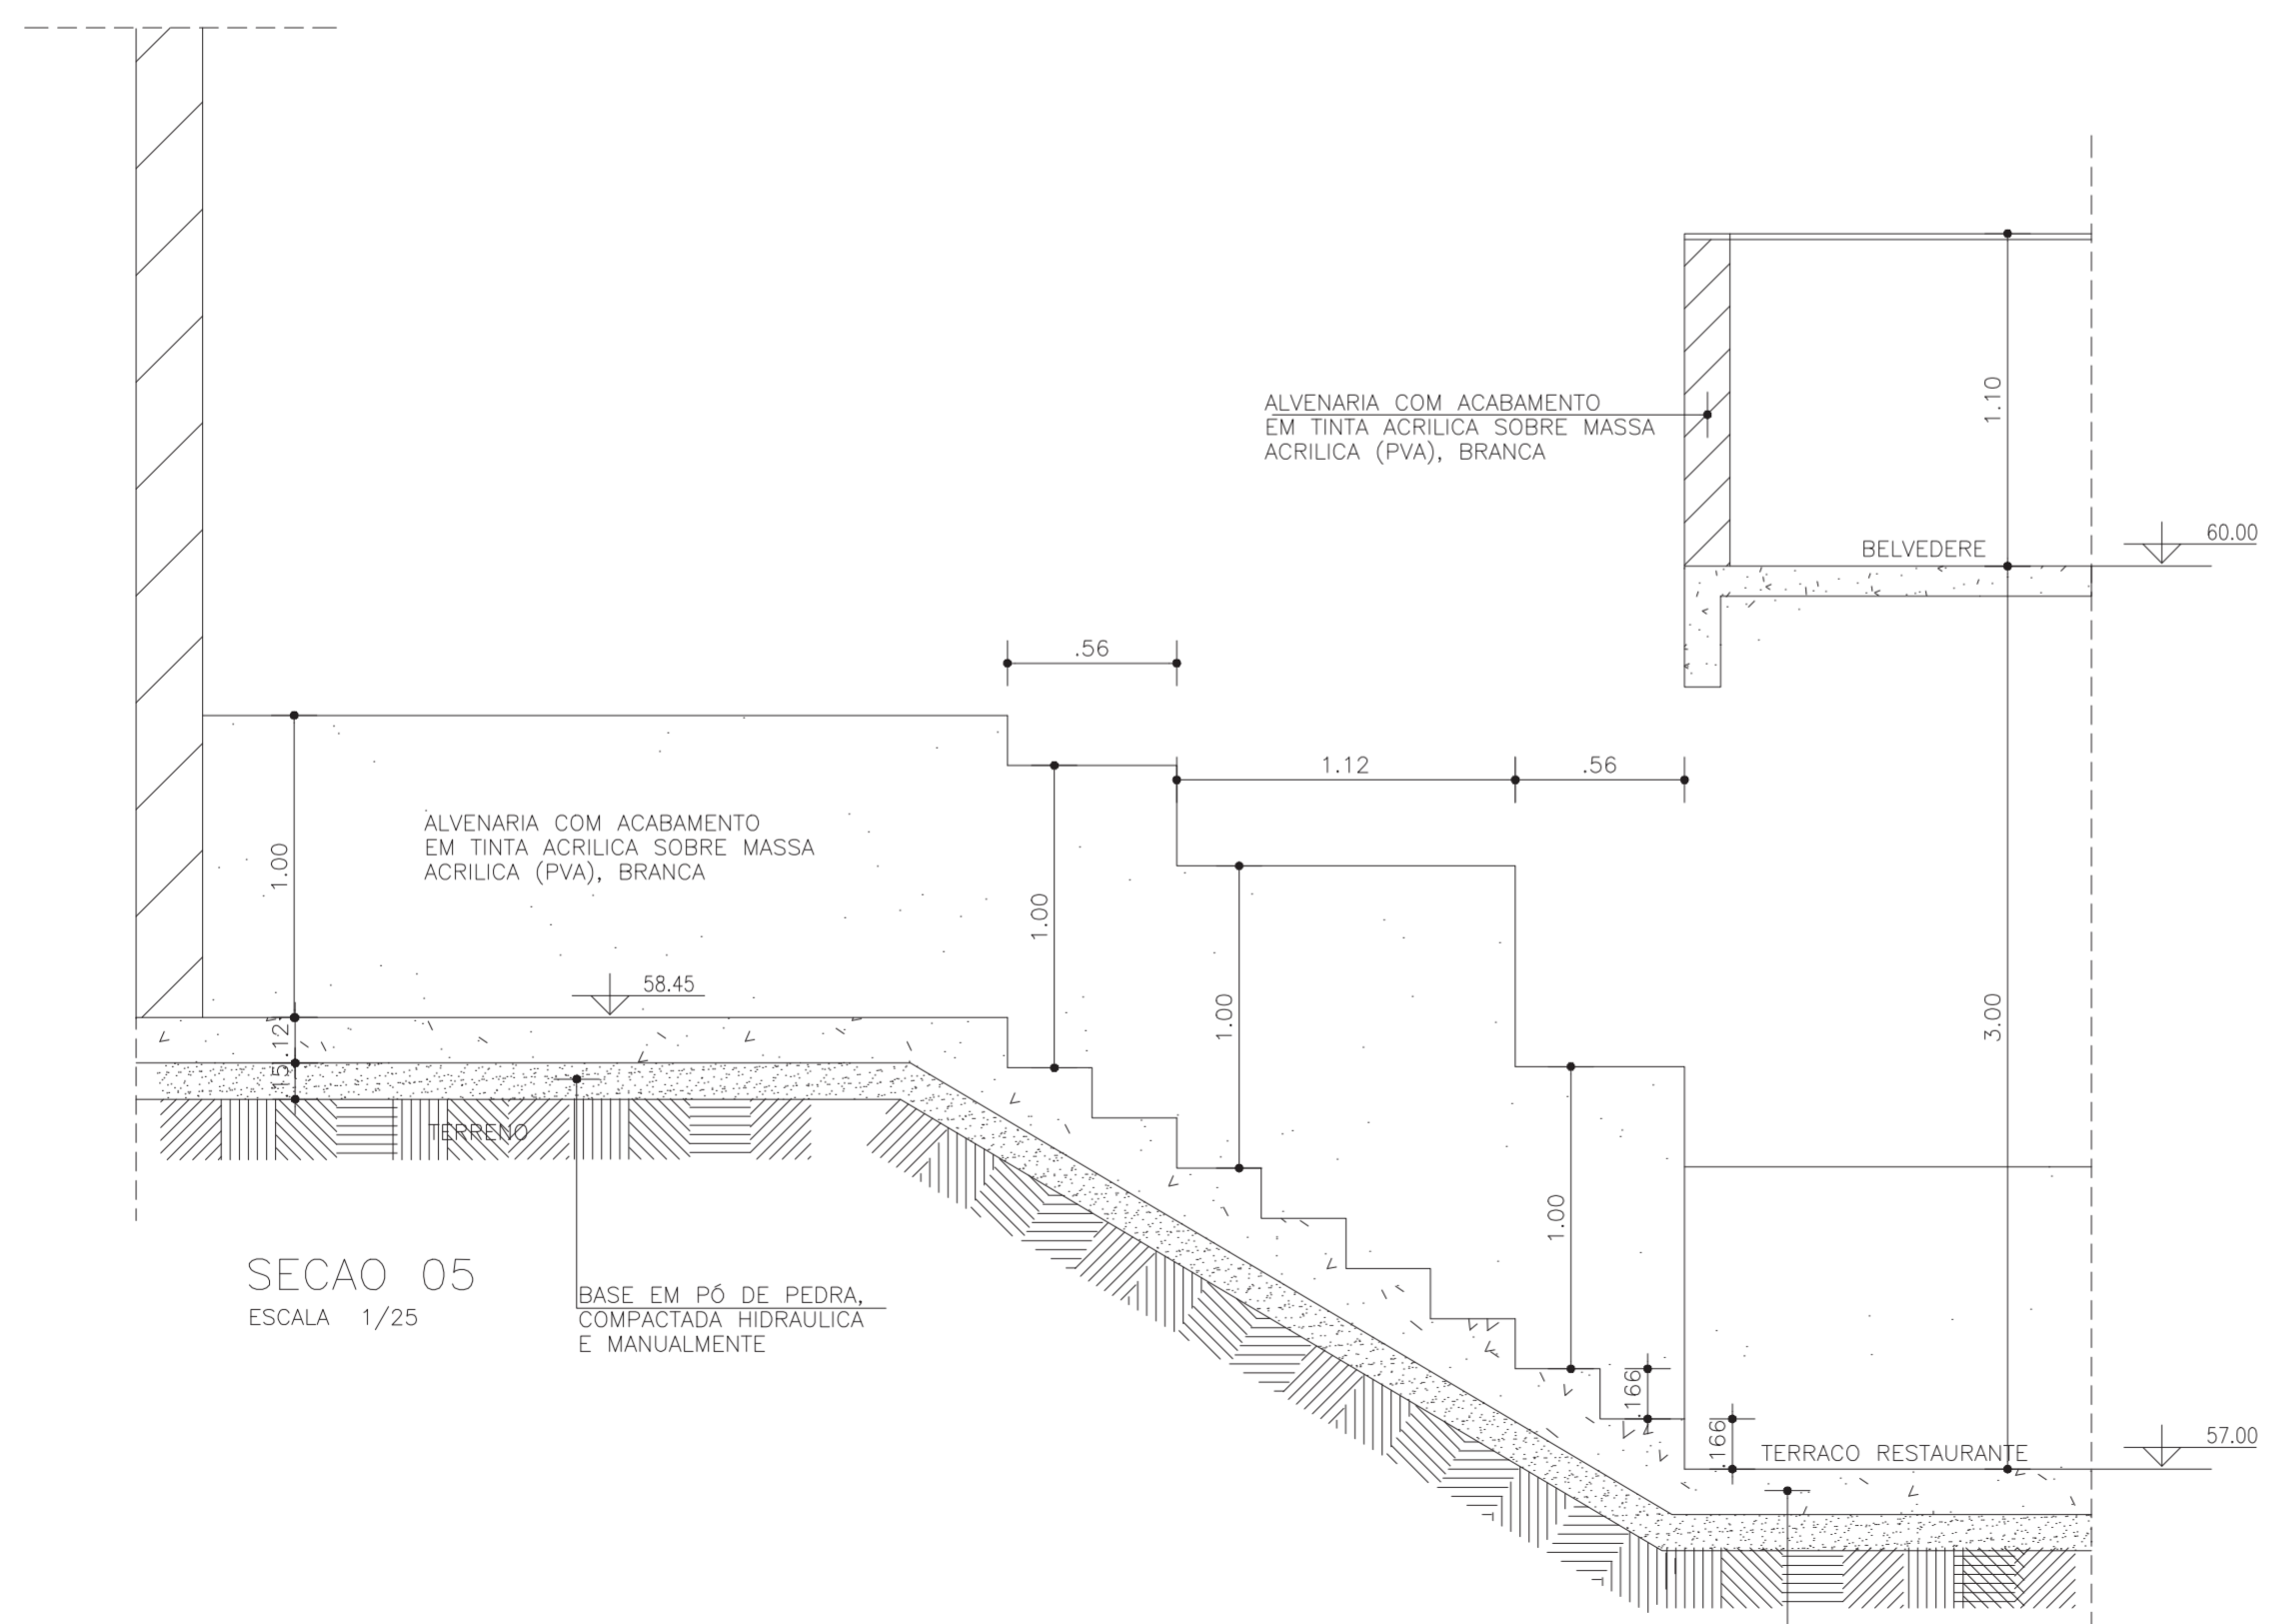 1.10
ALVENARIA COM ACABAMENTO
EM TINTA ACRILICA SOBRE MASSA
ACRILICA (PVA), BRANCA
60.00
BELVEDERE
.56
1.12
.56
ALVENARIA COM ACABAMENTO
EM TINTA ACRILICA SOBRE MASSA
ACRILICA (PVA), BRANCA
1.00
1.00
1.00
3.00
58.45
.12
.15
TERRENO
1.00
SECAO 05
ESCALA 1/25
BASE EM PÓ DE PEDRA,
COMPACTADA HIDRAULICA
E MANUALMENTE
.166
.166
TERRACO RESTAURANTE
57.00